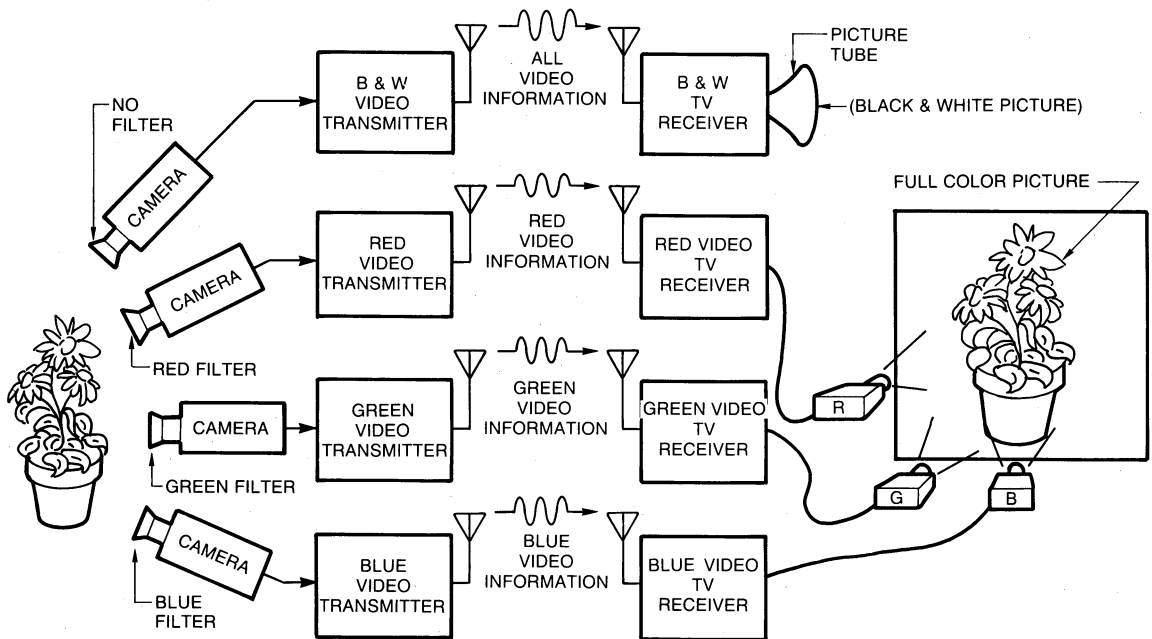 NO
FILTER
CAMERA
B & W
VIDEO
TRANSMITTER
ALL
VIDEO
INFORMATION
B & W
TV
RECEIVER
PICTURE
TUBE
(BLACK & WHITE PICTURE)
RED FILTER
CAMERA
RED
VIDEO
TRANSMITTER
RED
VIDEO
INFORMATION
RED VIDEO
TV
RECEIVER
R
FULL COLOR PICTURE
GREEN FILTER
CAMERA
GREEN
VIDEO
TRANSMITTER
GREEN
VIDEO
INFORMATION
GREEN VIDEO
TV
RECEIVER
G
BLUE
FILTER
CAMERA
BLUE
VIDEO
TRANSMITTER
BLUE
VIDEO
INFORMATION
BLUE VIDEO
TV
RECEIVER
B